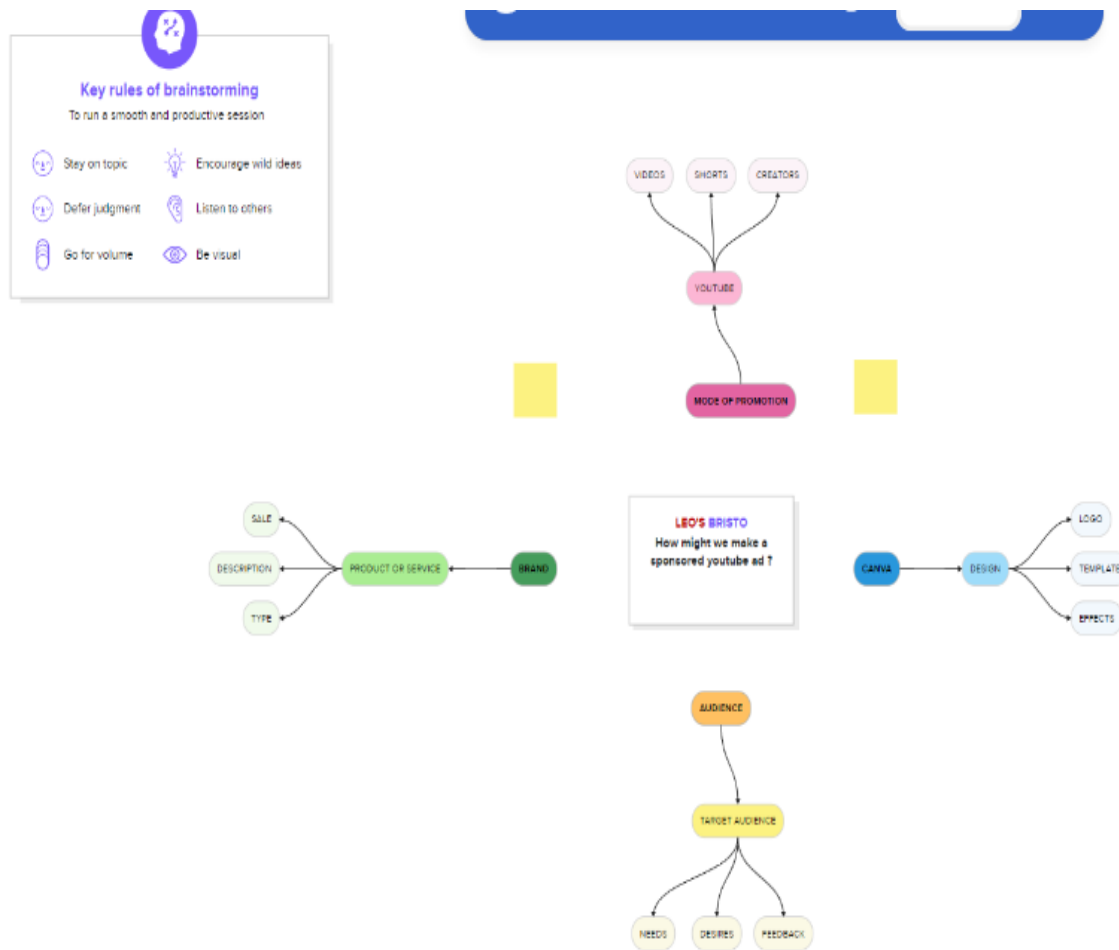 Key rules of brainstorming
To run a smooth and productive session
Stay on topic
Encourage wild ideas
Defer judgment
Listen to others
Go for volume
Be visual
VIDEOS
SHORTS
CREATORS
YOUTUBE
MODE OF PROMOTION
SALE
DESCRIPTION
TYPE
PRODUCT OR SERVICE
BRAND
LEO'S BRISTO
How might we make a
sponsored youtube ad ?
CANVA
DESIGN
LOGO
TEMPLATE
EFFECTS
AUDIENCE
TARGET AUDIENCE
NEEDS
DESIRES
FEEDBACK